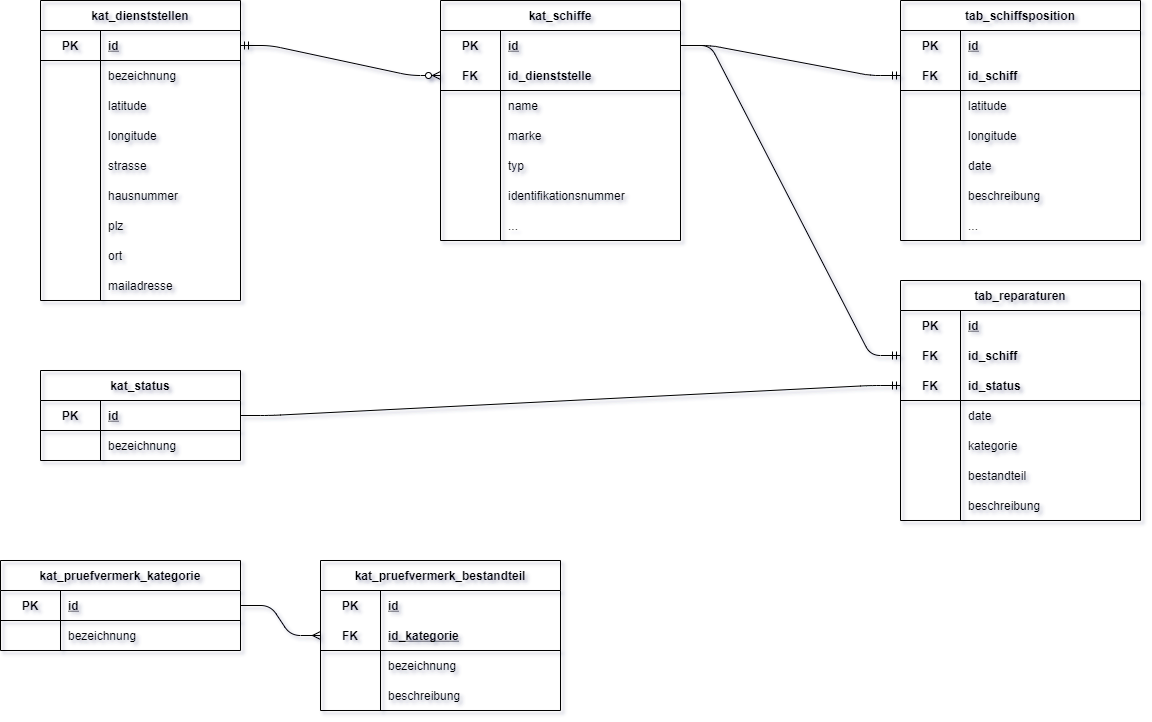 kat_dienststellen
PK id
bezeichnung
latitude
longitude
strasse
hausnummer
plz
ort
mailadresse
kat_schiffe
PK id
FK id_dienststelle
name
marke
typ
identifikationsnummer
...
tab_schiffsposition
PK id
FK id_schiff
latitude
longitude
date
beschreibung
...
tab_reparaturen
PK id
FK id_schiff
FK id_status
date
kategorie
bestandteil
beschreibung
kat_status
PK id
bezeichnung
kat_pruefvermerk_kategorie
PK id
bezeichnung
kat_pruefvermerk_bestandteil
PK id
FK id_kategorie
bezeichnung
beschreibung